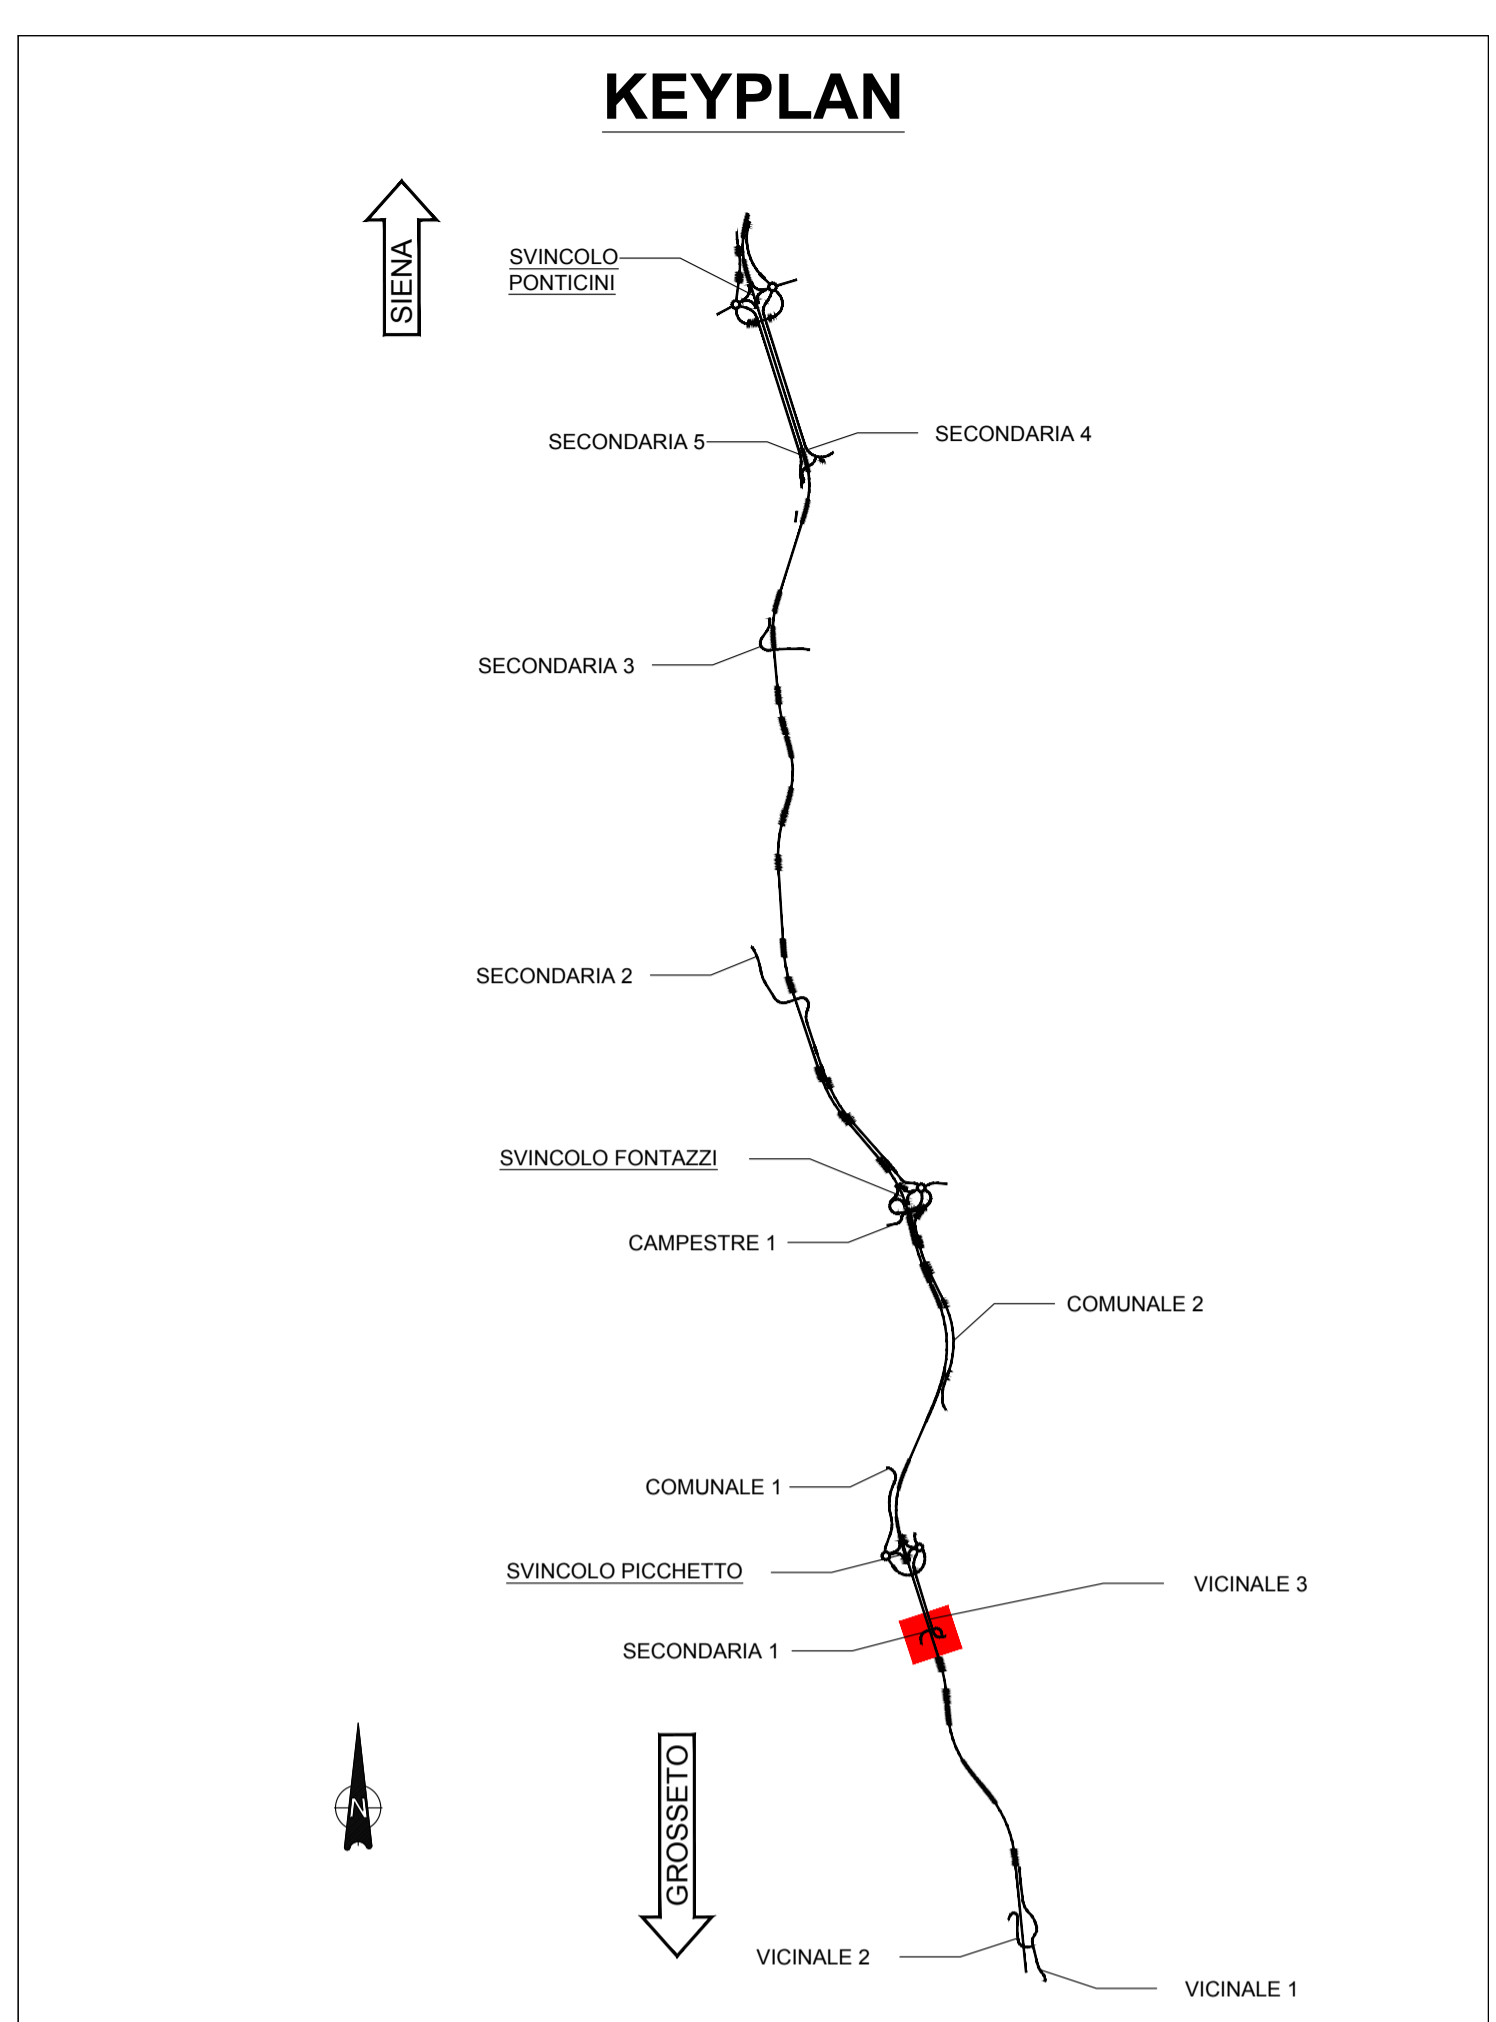 KEYPLAN
SIENA
SVINCOLO
PONTICINI
SECONDARIA 4
SECONDARIA 5
SECONDARIA 3
SECONDARIA 2
SVINCOLO FONTAZZI
CAMPESTRE 1
COMUNALE 2
COMUNALE 1
SVINCOLO PICCHETTO
VICINALE 3
SECONDARIA 1
GROSSETO
N
VICINALE 2
VICINALE 1